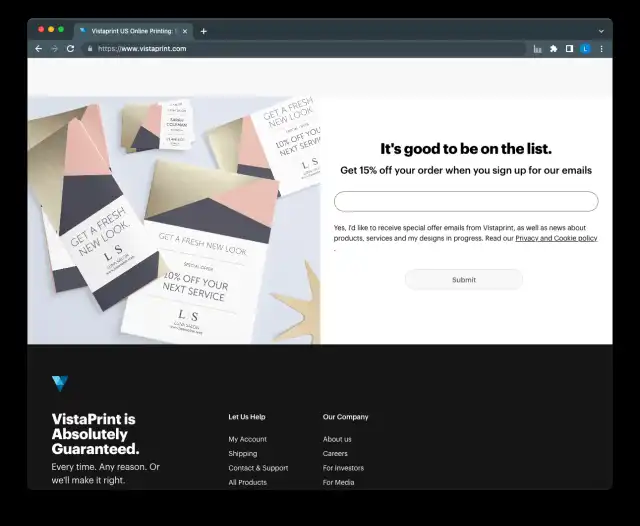 Vistaprint US Online Printing: 
https://www.vistaprint.com
L
GET A FRESH
NEW LOOK.
L S
GET A FRESH
NEW LOOK
10% OFF YOUR
NEXT SERVICE
L S
GET A FRESH NEW LOOK
SPECIAL OFFER
10% OFF YOUR
NEXT SERVICE
L S
It's good to be on the list.
Get 15% off your order when you sign up for our emails
Yes, I'd like to receive special offer emails from Vistaprint, as well as news about
products, services and my designs in progress. Read our Privacy and Cookie policy
.
Submit
VistaPrint is
Absolutely
Guaranteed.
Every time. Any reason. Or
we'll make it right.
Let Us Help
My Account
Shipping
Contact & Support
All Products
Our Company
About us
Careers
For Investors
For Media